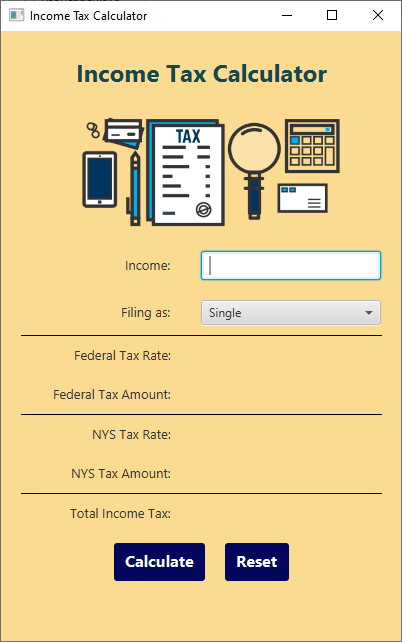 Income Tax Calculator
Income Tax Calculator
TAX
Income:
Filing as: Single
Federal Tax Rate:
Federal Tax Amount:
NYS Tax Rate:
NYS Tax Amount:
Total Income Tax:
Calculate Reset